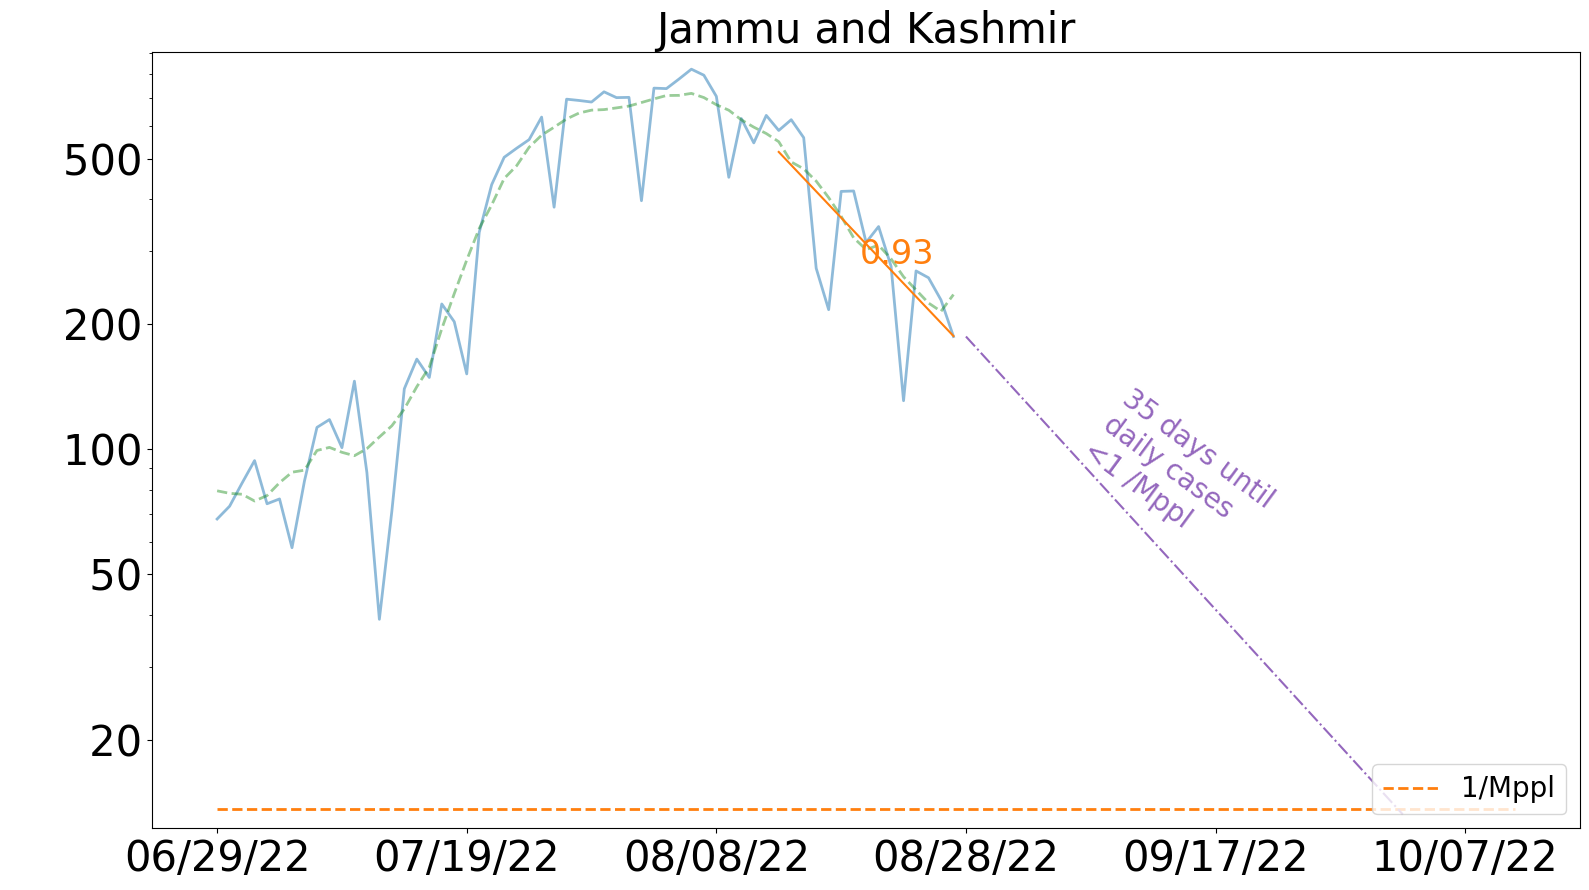 Jammu and Kashmir
500
200
100
50
20
0.93
35 days until
daily cases
<1 /Mppl
1/Mppl
06/29/22
07/19/22
08/08/22
08/28/22
09/17/22
10/07/22